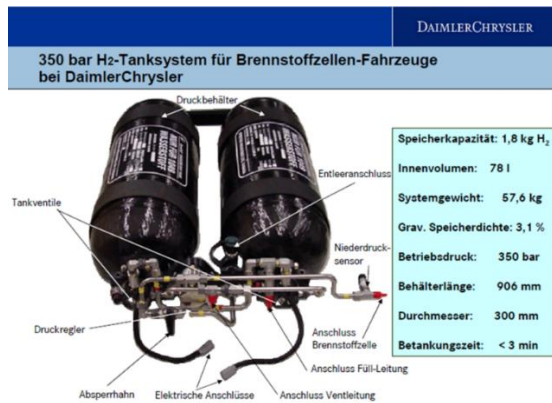 DAIMLERCHRYSLER
350 bar H2-Tanksystem für Brennstoffzellen-Fahrzeuge
bei DaimlerChrysler
Druckbehälter
Entleeranschluss
Tankventile
Niederdruck-
sensor
Druckregler
Anschluss
Brennstoffzelle
Anschluss Füll-Leitung
Absperrhahn
Elektrische Anschlüsse
Anschluss Ventleitung
Speicherkapazität: 1,8 kg H2
Innenvolumen: 78 l
Systemgewicht: 57,6 kg
Grav. Speicherdichte: 3,1 %
Betriebsdruck: 350 bar
Behälterlänge: 906 mm
Durchmesser: 300 mm
Betankungszeit: < 3 min